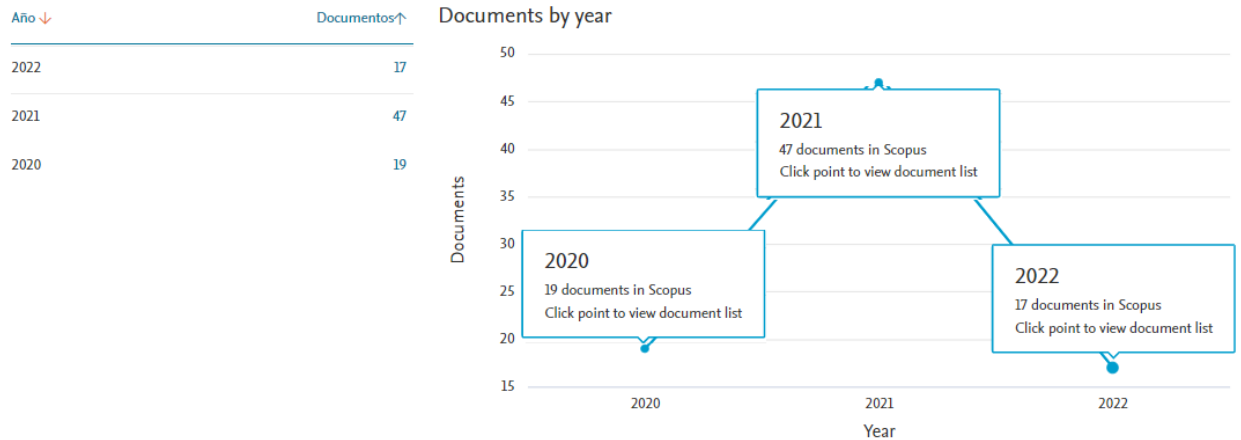 Año ↓ Documentos↑
2022 17
2021 47
2020 19
Documents by year
50
45
40
35
30
25
20
15
Documents
2021
47 documents in Scopus
Click point to view document list
2020
19 documents in Scopus
Click point to view document list
2022
17 documents in Scopus
Click point to view document list
2020 2021 2022
Year